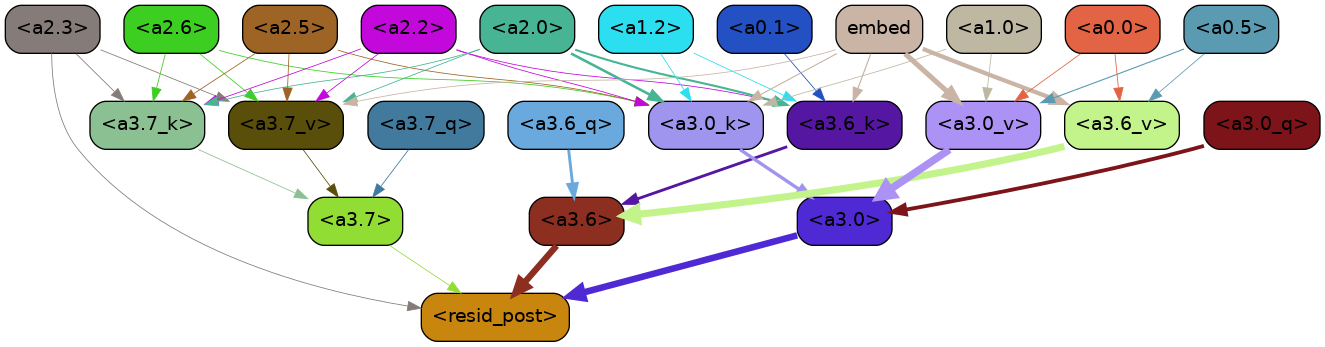 <a2.3> <a2.6> <a2.5> <a2.2> <a2.0> <a1.2> <a0.1> embed <a1.0> <a0.0> <a0.5>
<a3.7_k> <a3.7_v> <a3.7_q> <a3.6_q> <a3.0_k> <a3.6_k> <a3.0_v> <a3.6_v> <a3.0_q>
<a3.7> <a3.6> <a3.0>
<resid_post>